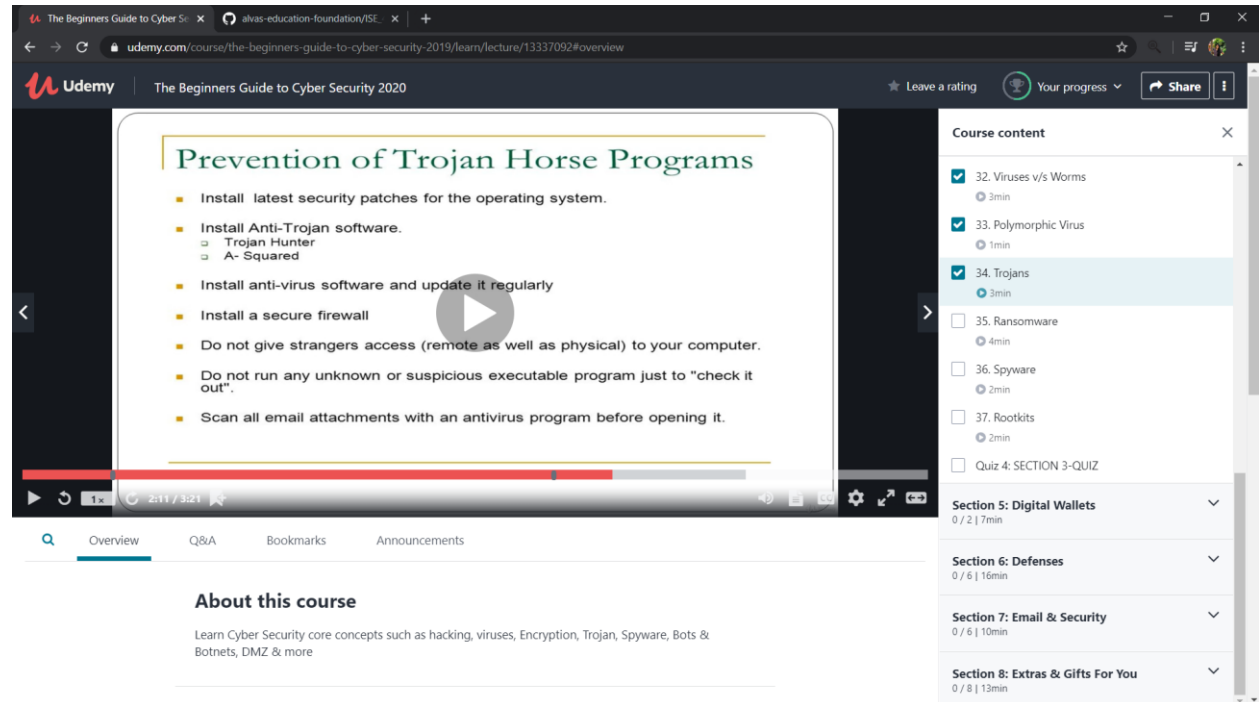 The Beginners Guide to Cyber Se
alvas-education-foundation/ISE_
udemy.com/course/the-beginners-guide-to-cyber-security-2019/learn/lecture/13337092#overview
Udemy
The Beginners Guide to Cyber Security 2020
Leave a rating
Your progress
Share
Prevention of Trojan Horse Programs
Install latest security patches for the operating system.
Install Anti-Trojan software.
Trojan Hunter
A- Squared
Install anti-virus software and update it regularly
Install a secure firewall
Do not give strangers access (remote as well as physical) to your computer.
Do not run any unknown or suspicious executable program just to "check it
out".
Scan all email attachments with an antivirus program before opening it.
1x
2:11 / 3:21
CC
Course content
32. Viruses v/s Worms
3min
33. Polymorphic Virus
1min
34. Trojans
3min
35. Ransomware
4min
36. Spyware
2min
37. Rootkits
2min
Quiz 4: SECTION 3-QUIZ
Section 5: Digital Wallets
0 / 2 | 7min
Section 6: Defenses
0 / 6 | 16min
Section 7: Email & Security
0 / 6 | 10min
Section 8: Extras & Gifts For You
0 / 8 | 13min
Overview
Q&A
Bookmarks
Announcements
About this course
Learn Cyber Security core concepts such as hacking, viruses, Encryption, Trojan, Spyware, Bots &
Botnets, DMZ & more